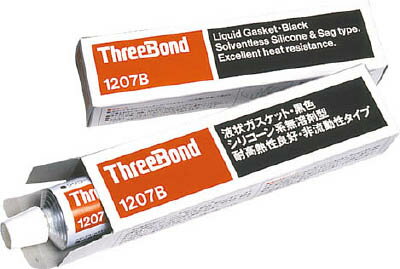 ThreeBond
1207B
Liquid Gasket·Black
Solventless Silicone & Sag type.
Excellent heat resistance.
ThreeBond
1207B
液状ガスケット・黒色
シリコーン系無溶剤型
耐高熱性良好・非流動性タイプ
1207B